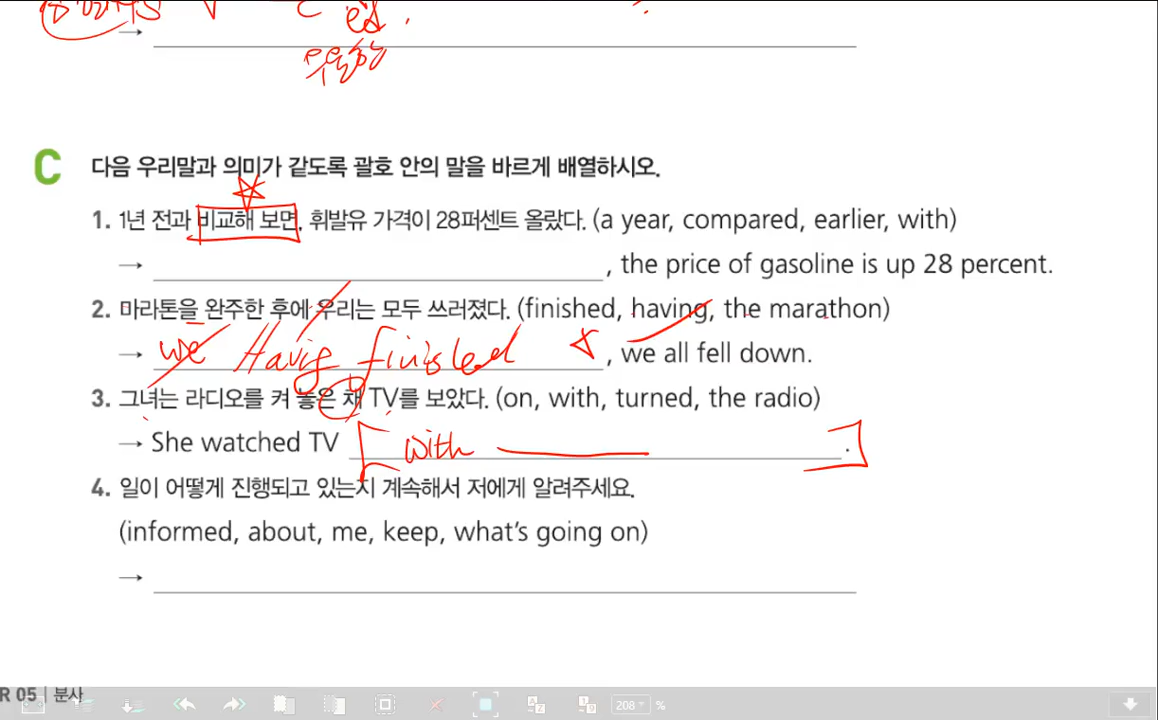 ed.
C 다음 우리말과 의미가 같도록 괄호 안의 말을 바르게 배열하시오.
1. 1년 전과 비교해 보면, 휘발유 가격이 28퍼센트 올랐다. (a year, compared, earlier, with)
→ , the price of gasoline is up 28 percent.
2. 마라톤을 완주한 후에 우리는 모두 쓰러졌다. (finished, having, the marathon)
→ we Having finished , we all fell down.
3. 그녀는 라디오를 켜 놓은 채 TV를 보았다. (on, with, turned, the radio)
→ She watched TV with .
4. 일이 어떻게 진행되고 있는지 계속해서 저에게 알려주세요.
(informed, about, me, keep, what's going on)
→
R 05 | 분사
208 %